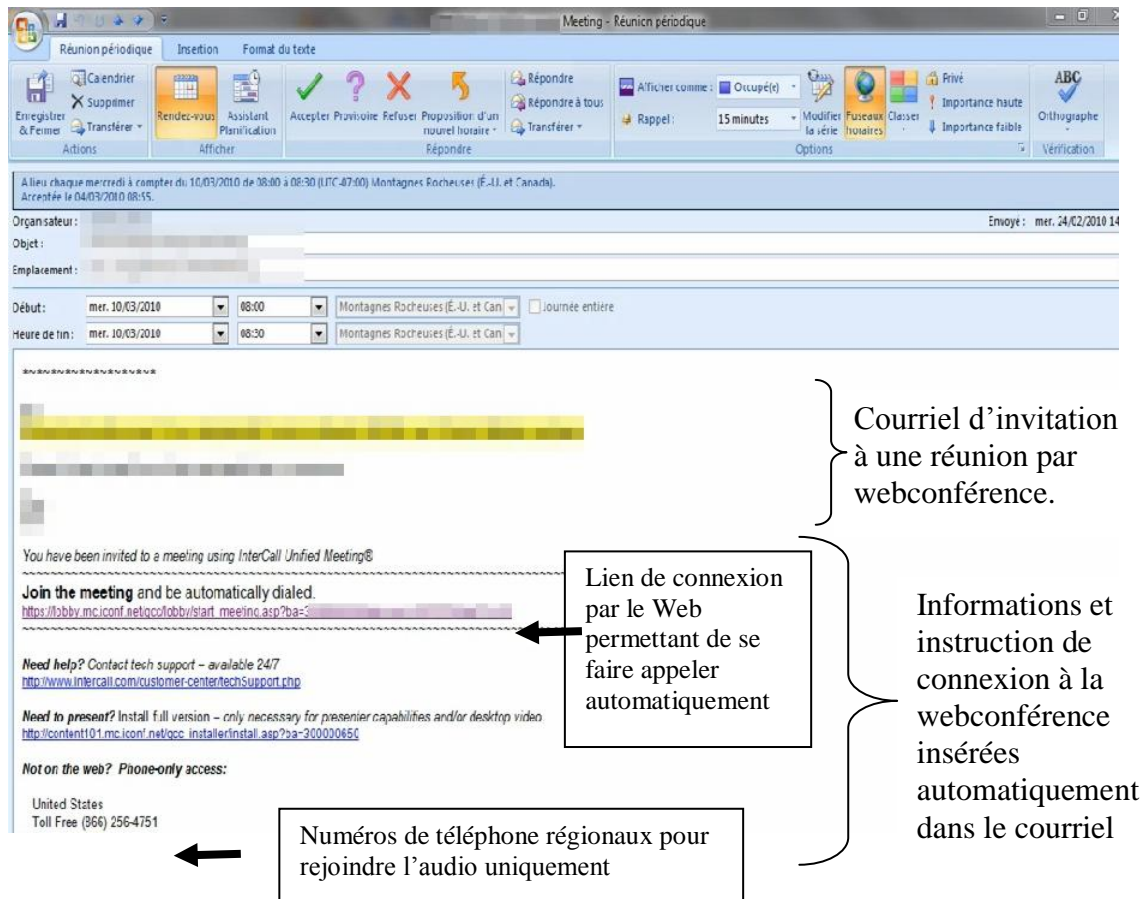 Meeting - Réunion périodique
Réunion périodique Insertion Format du texte
Enregistrer & Fermer
Calendrier
Supprimer
Transférer
Actions
Rendez-vous
Assistant Planification
Afficher
Accepter Provisoire Refuser Proposition d'un nouvel horaire
Répondre
Répondre à tous
Transférer
Répondre
Afficher comme : Occupé(e)
Rappel : 15 minutes
Modifier la série
Fuseaux horaires
Classer
Privé
Importance haute
Importance faible
Options
ABC
Orthographe
Vérification
A lieu chaque mercredi à compter du 10/03/2010 de 08:00 à 08:30 (UTC-07:00) Montagnes Rocheuses (É.-U. et Canada).
Acceptée le 04/03/2010 08:55.
Organisateur :
Envoyé : mer. 24/02/2010 14
Objet :
Emplacement :
Début : mer. 10/03/2010 08:00 Montagnes Rocheuses (É.-U. et Can Journée entière
Heure de fin : mer. 10/03/2010 08:30 Montagnes Rocheuses (É.-U. et Can
Courriel d’invitation
à une réunion par
webconférence.
You have been invited to a meeting using InterCall Unified Meeting®
Join the meeting and be automatically dialed.
https://lobby.mc.iconf.net/qcc/lobby/start_meeting.asp?ba=3
Lien de connexion
par le Web
permettant de se
faire appeler
automatiquement
Need help? Contact tech support – available 24/7
http://www.intercall.com/customer-center/techSupport.php
Need to present? Install full version – only necessary for presenter capabilities and/or desktop video
http://content101.mc.iconf.net/qcc_installer/install.asp?ba=300000650
Not on the web? Phone-only access:
United States
Toll Free (866) 256-4751
Informations et
instruction de
connexion à la
webconférence
insérées
automatiquement
dans le courriel
Numéros de téléphone régionaux pour
rejoindre l’audio uniquement